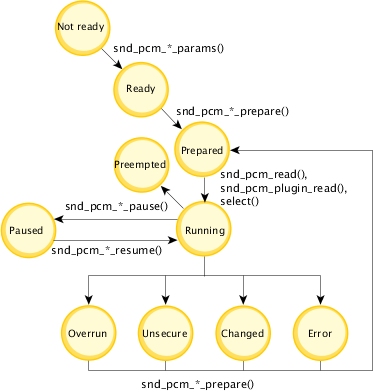 Not ready
snd_pcm_*_params()
Ready
snd_pcm_*_prepare()
Prepared
Preempted
snd_pcm_read(),
snd_pcm_plugin_read(),
select()
snd_pcm_*_pause()
Paused
Running
snd_pcm_*_resume()
Overrun
Unsecure
Changed
Error
snd_pcm_*_prepare()